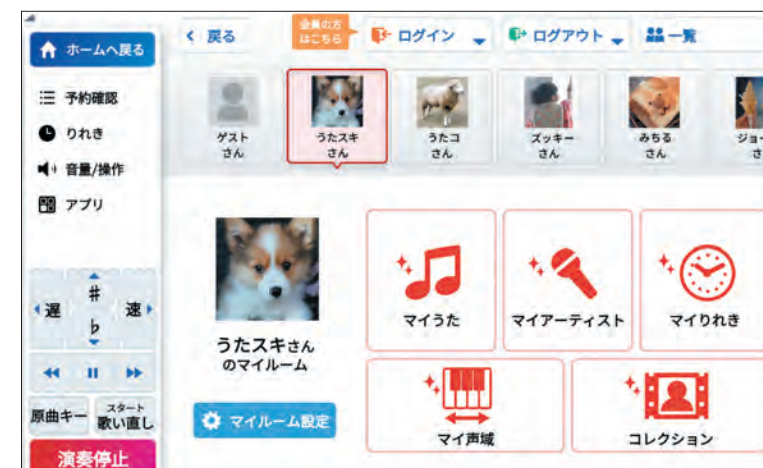 ホームへ戻る
予約確認
りれき
音量/操作
アプリ
遅
#
♭
速
原曲キー
スタート
歌い直し
演奏停止
戻る
会員の方
はこちら
ログイン
ログアウト
一覧
ゲスト
さん
うたスキ
さん
うたコ
さん
ズッキー
さん
みちる
さん
ジョー
さ
うたスキさん
のマイルーム
マイルーム設定
マイうた
マイアーティスト
マイりれき
マイ声域
コレクション